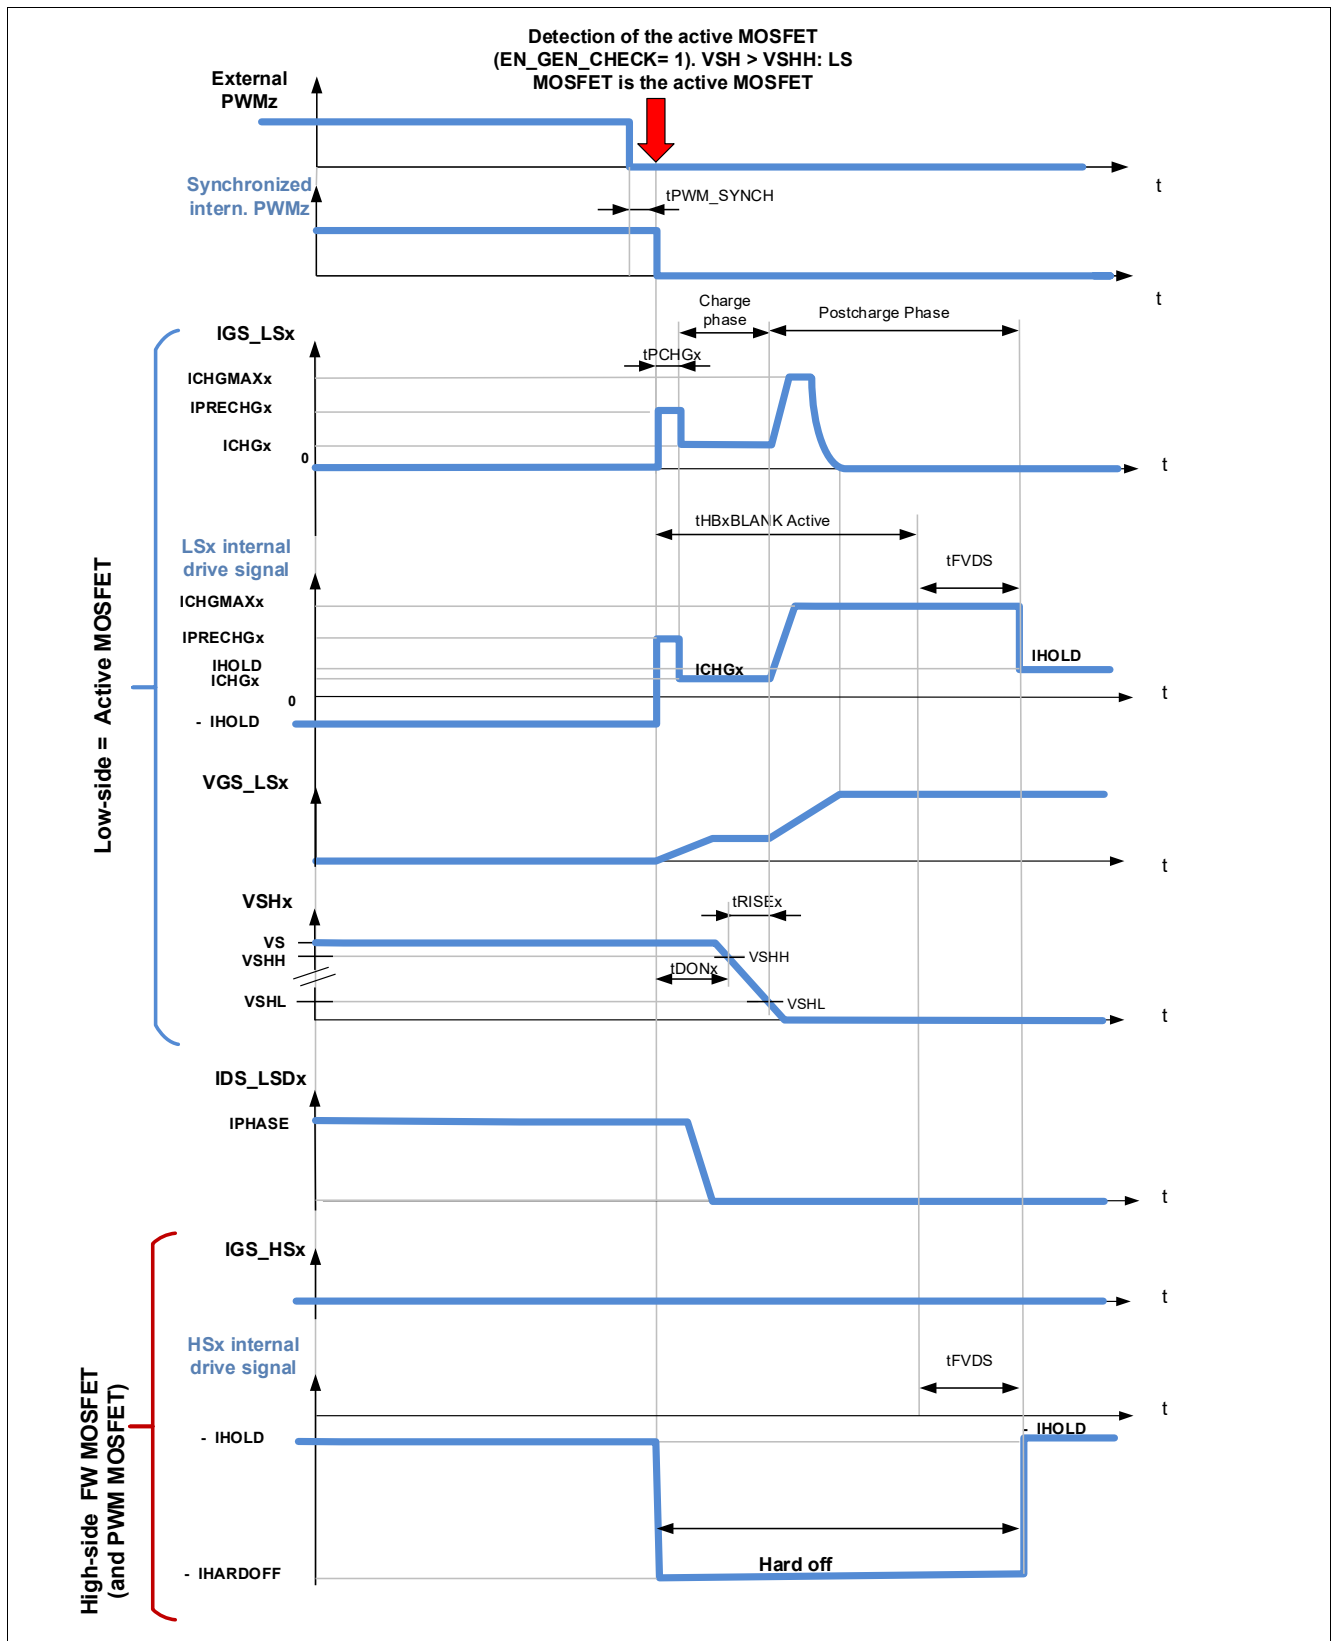 Detection of the active MOSFET
(EN_GEN_CHECK= 1). VSH > VSHH: LS
MOSFET is the active MOSFET
External
PWMz
t
Synchronized
intern. PWMz
tPWM_SYNCH
t
Charge
phase
Postcharge Phase
IGS_LSx
tPCHGx
ICHGMAXx
IPRECHGx
ICHGx
0
t
tHBxBLANK Active
LSx internal
drive signal
tFVDS
ICHGMAXx
IPRECHGx
IHOLD
ICHGx
ICHGx
IHOLD
0
t
- IHOLD
VGS_LSx
t
VSHx
tRISEx
VS
VSHH
VSHH
tDONx
VSHL
VSHL
t
Low-side = Active MOSFET
IDS_LSDx
IPHASE
t
IGS_HSx
t
HSx internal
drive signal
tFVDS
t
- IHOLD
- IHOLD
Hard off
- IHARDOFF
High-side FW MOSFET
(and PWM MOSFET)